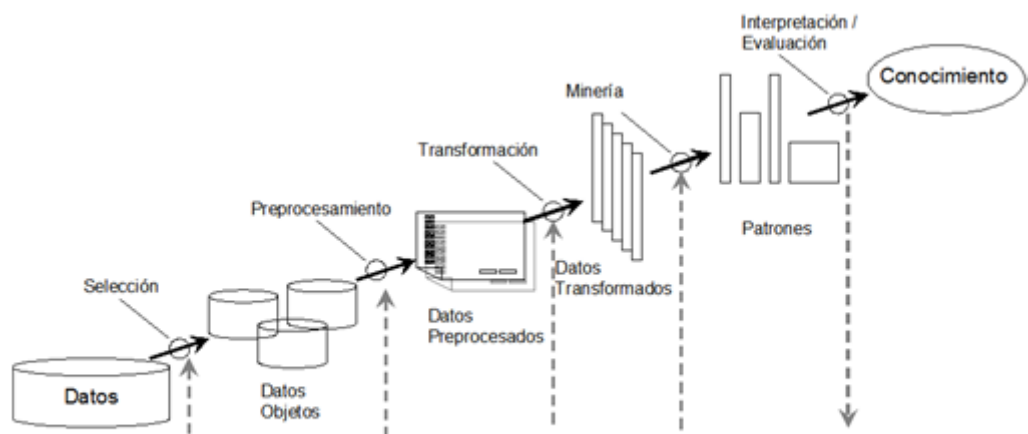 Interpretación /
Evaluación
Conocimiento
Minería
Transformación
Patrones
Preprocesamiento
Datos
Transformados
Selección
Datos
Preprocesados
Datos
Datos
Objetos